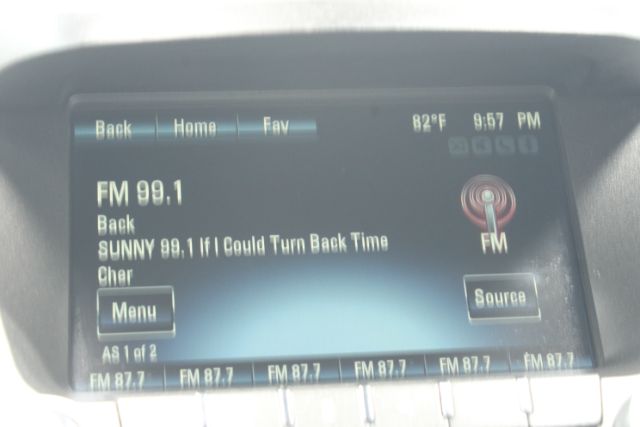 Back Home Fav 82°F 9:57 PM
FM 99.1
Back
SUNNY 99.1 If I Could Turn Back Time
Cher
FM
Menu
Source
AS 1 of 2
FM 87.7 FM 87.7 FM 87.7 FM 87.7 FM 87.7 FM 87.7